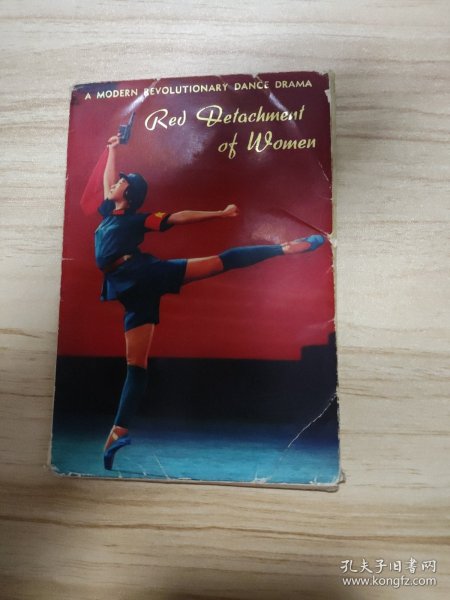 A MODERN REVOLUTIONARY DANCE DRAMA
Red Detachment
of Women
孔夫子旧书网
www.kongfz.com